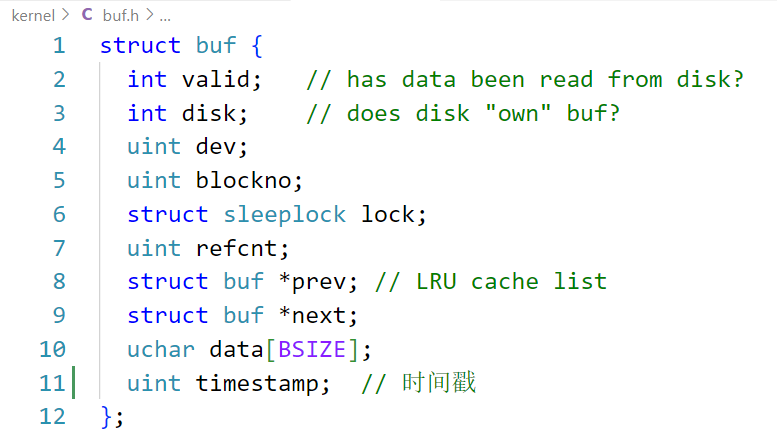 kernel > C buf.h > ...
1 struct buf {
2   int valid;   // has data been read from disk?
3   int disk;    // does disk "own" buf?
4   uint dev;
5   uint blockno;
6   struct sleeplock lock;
7   uint refcnt;
8   struct buf *prev; // LRU cache list
9   struct buf *next;
10   uchar data[BSIZE];
11   uint timestamp;  // 时间戳
12 };